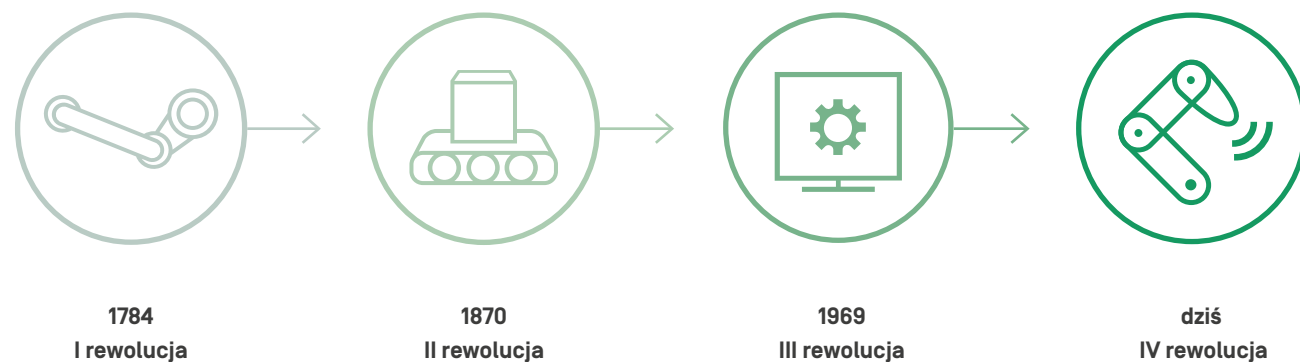 1784
I rewolucja
1870
II rewolucja
1969
III rewolucja
dziś
IV rewolucja